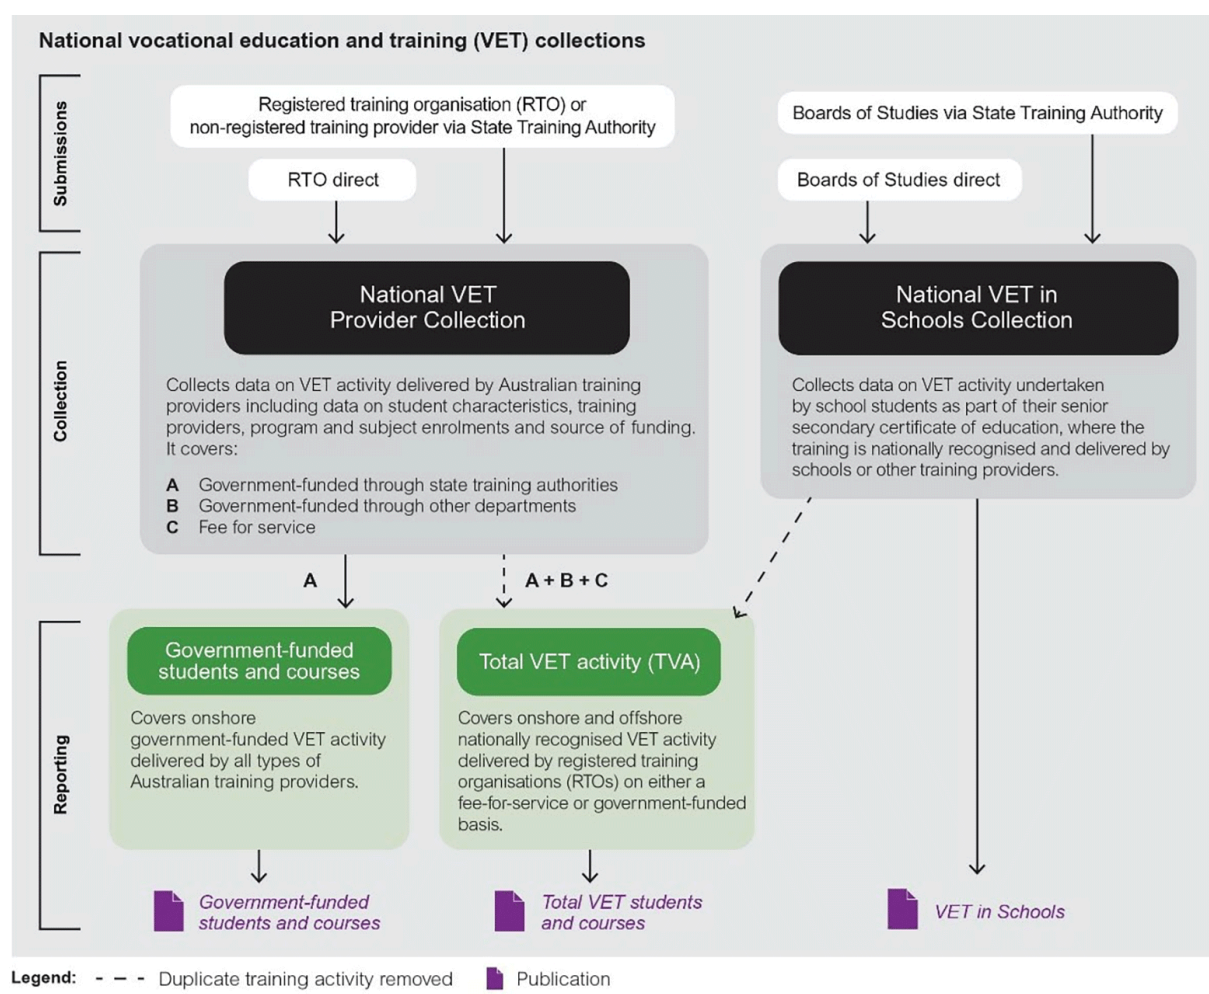 National vocational education and training (VET) collections
Submissions
Registered training organisation (RTO) or
non-registered training provider via State Training Authority
RTO direct
Boards of Studies via State Training Authority
Boards of Studies direct
Collection
National VET
Provider Collection
Collects data on VET activity delivered by Australian training
providers including data on student characteristics, training
providers, program and subject enrolments and source of funding.
It covers:
A Government-funded through state training authorities
B Government-funded through other departments
C Fee for service
National VET in
Schools Collection
Collects data on VET activity undertaken
by school students as part of their senior
secondary certificate of education, where the
training is nationally recognised and delivered by
schools or other training providers.
A
A + B + C
Reporting
Government-funded
students and courses
Covers onshore
government-funded VET activity
delivered by all types of
Australian training providers.
Total VET activity (TVA)
Covers onshore and offshore
nationally recognised VET activity
delivered by registered training
organisations (RTOs) on either a
fee-for-service or government-funded
basis.
Government-funded
students and courses
Total VET students
and courses
VET in Schools
Legend: Duplicate training activity removed Publication